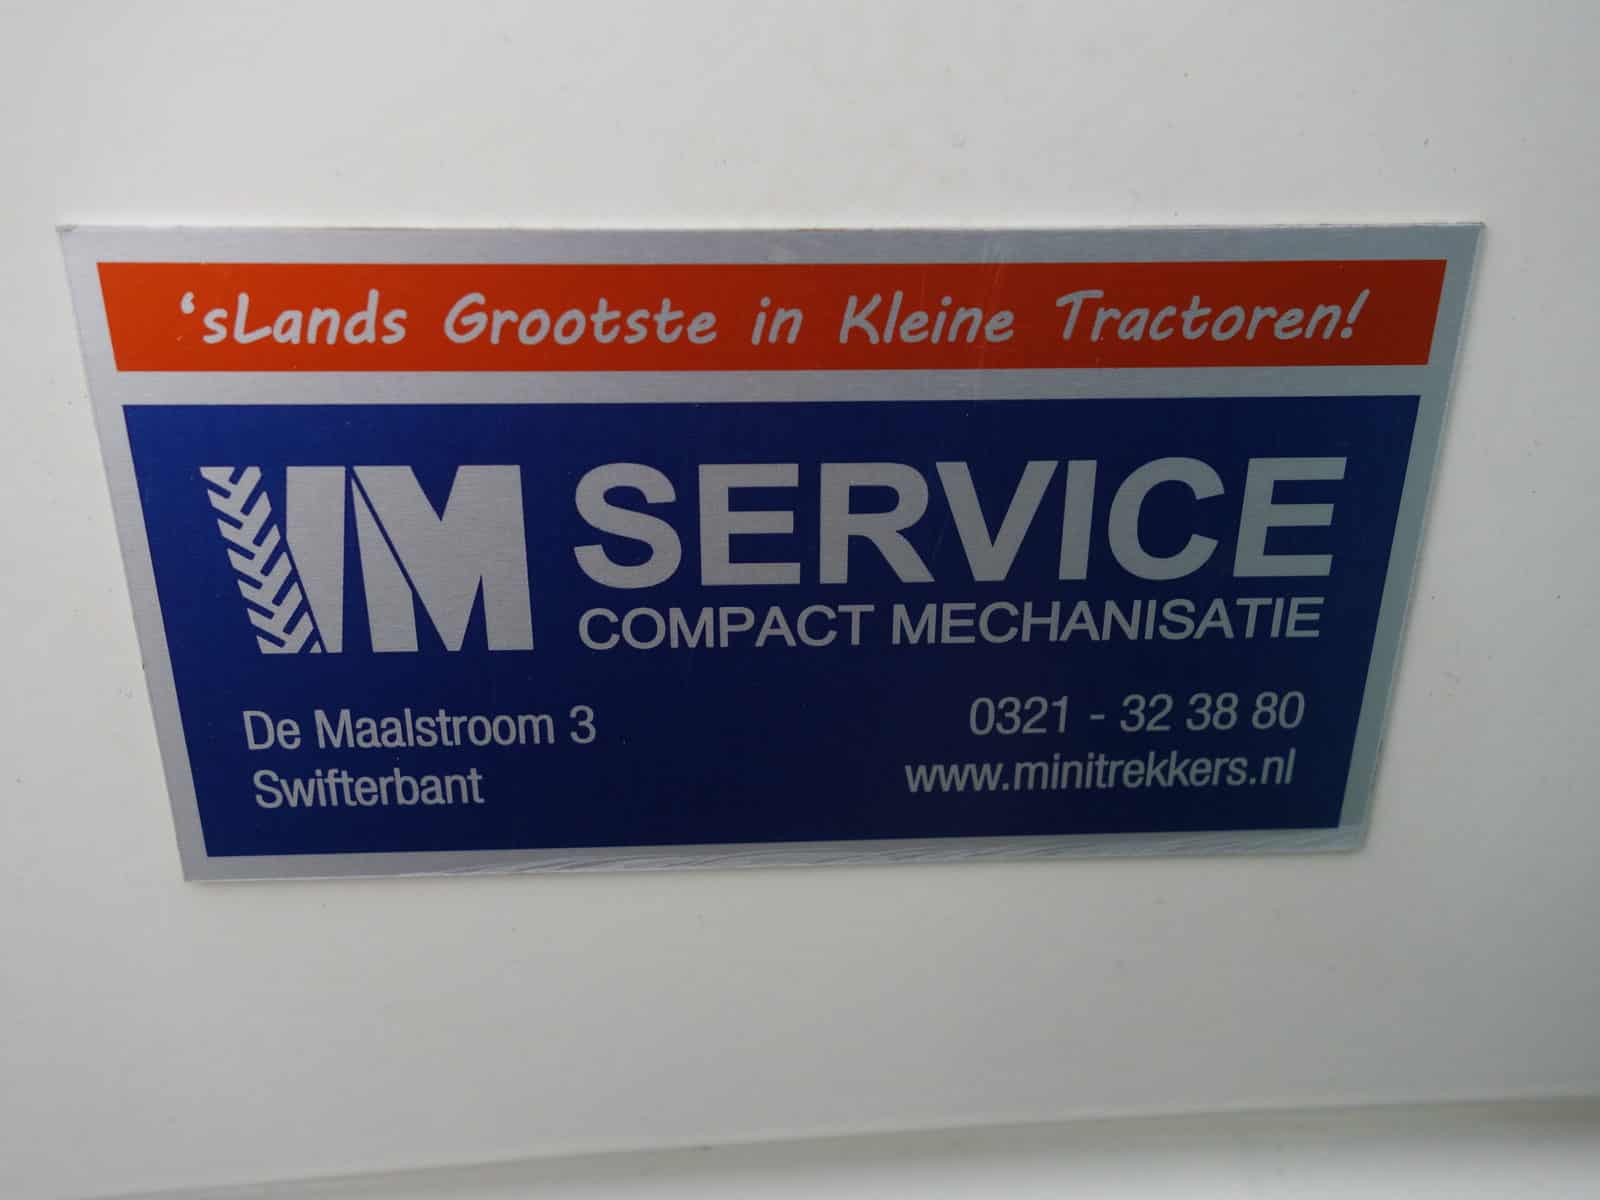 'sLands Grootste in Kleine Tractoren!
IM SERVICE
COMPACT MECHANISATIE
De Maalstroom 3
Swifterbant
0321 - 32 38 80
www.minitrekkers.nl